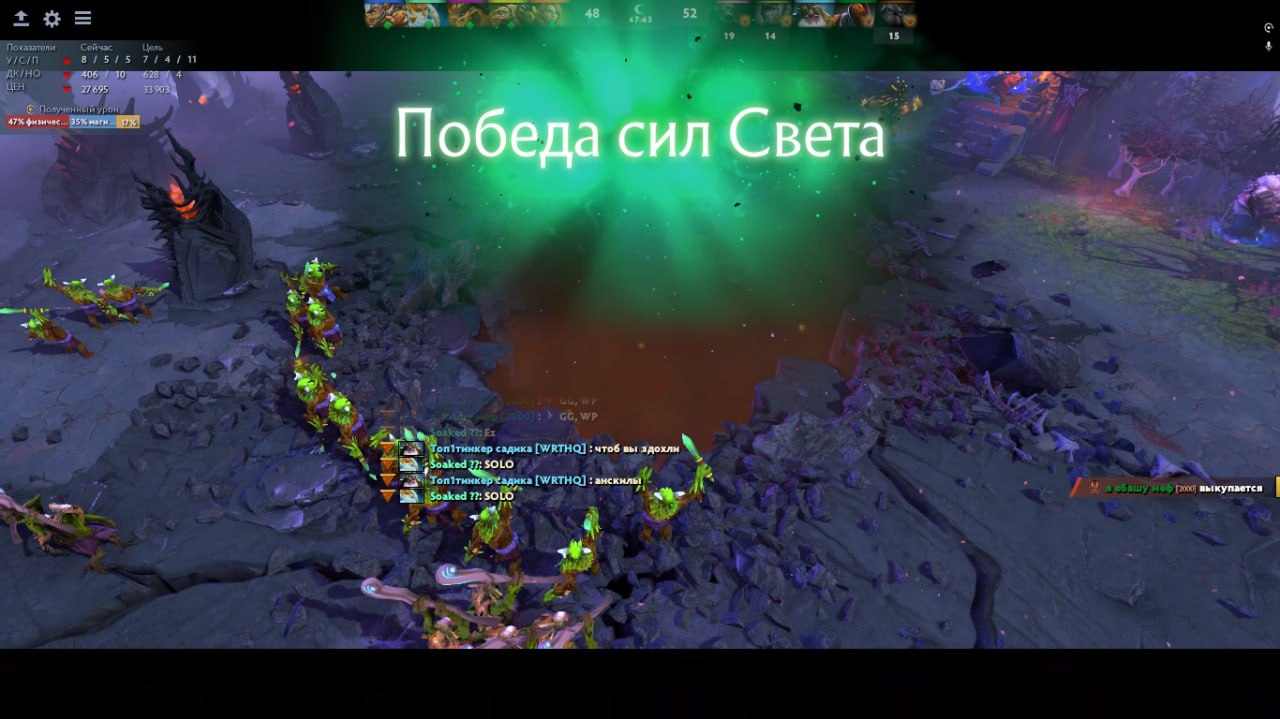 48 47:43 52
19 14 15
Показатели Сейчас Цель
У/С/П 8 / 5 / 5 7 / 4 / 11
ДК/НО 406 / 10 628 / 4
ЦЕН 27 695 33 903
Полученный урон
47% физичес... 35% маги... 17%
Победа сил Света
: GG, WP
[2000] : GG, WP
Soaked ??: Ez
Топ1тинкер садика [WRTHQ] : чтоб вы здохли
Soaked ??: SOLO
Топ1тинкер садика [WRTHQ] : анскилы
Soaked ??: SOLO
я ебашу меф [2000] выкупается